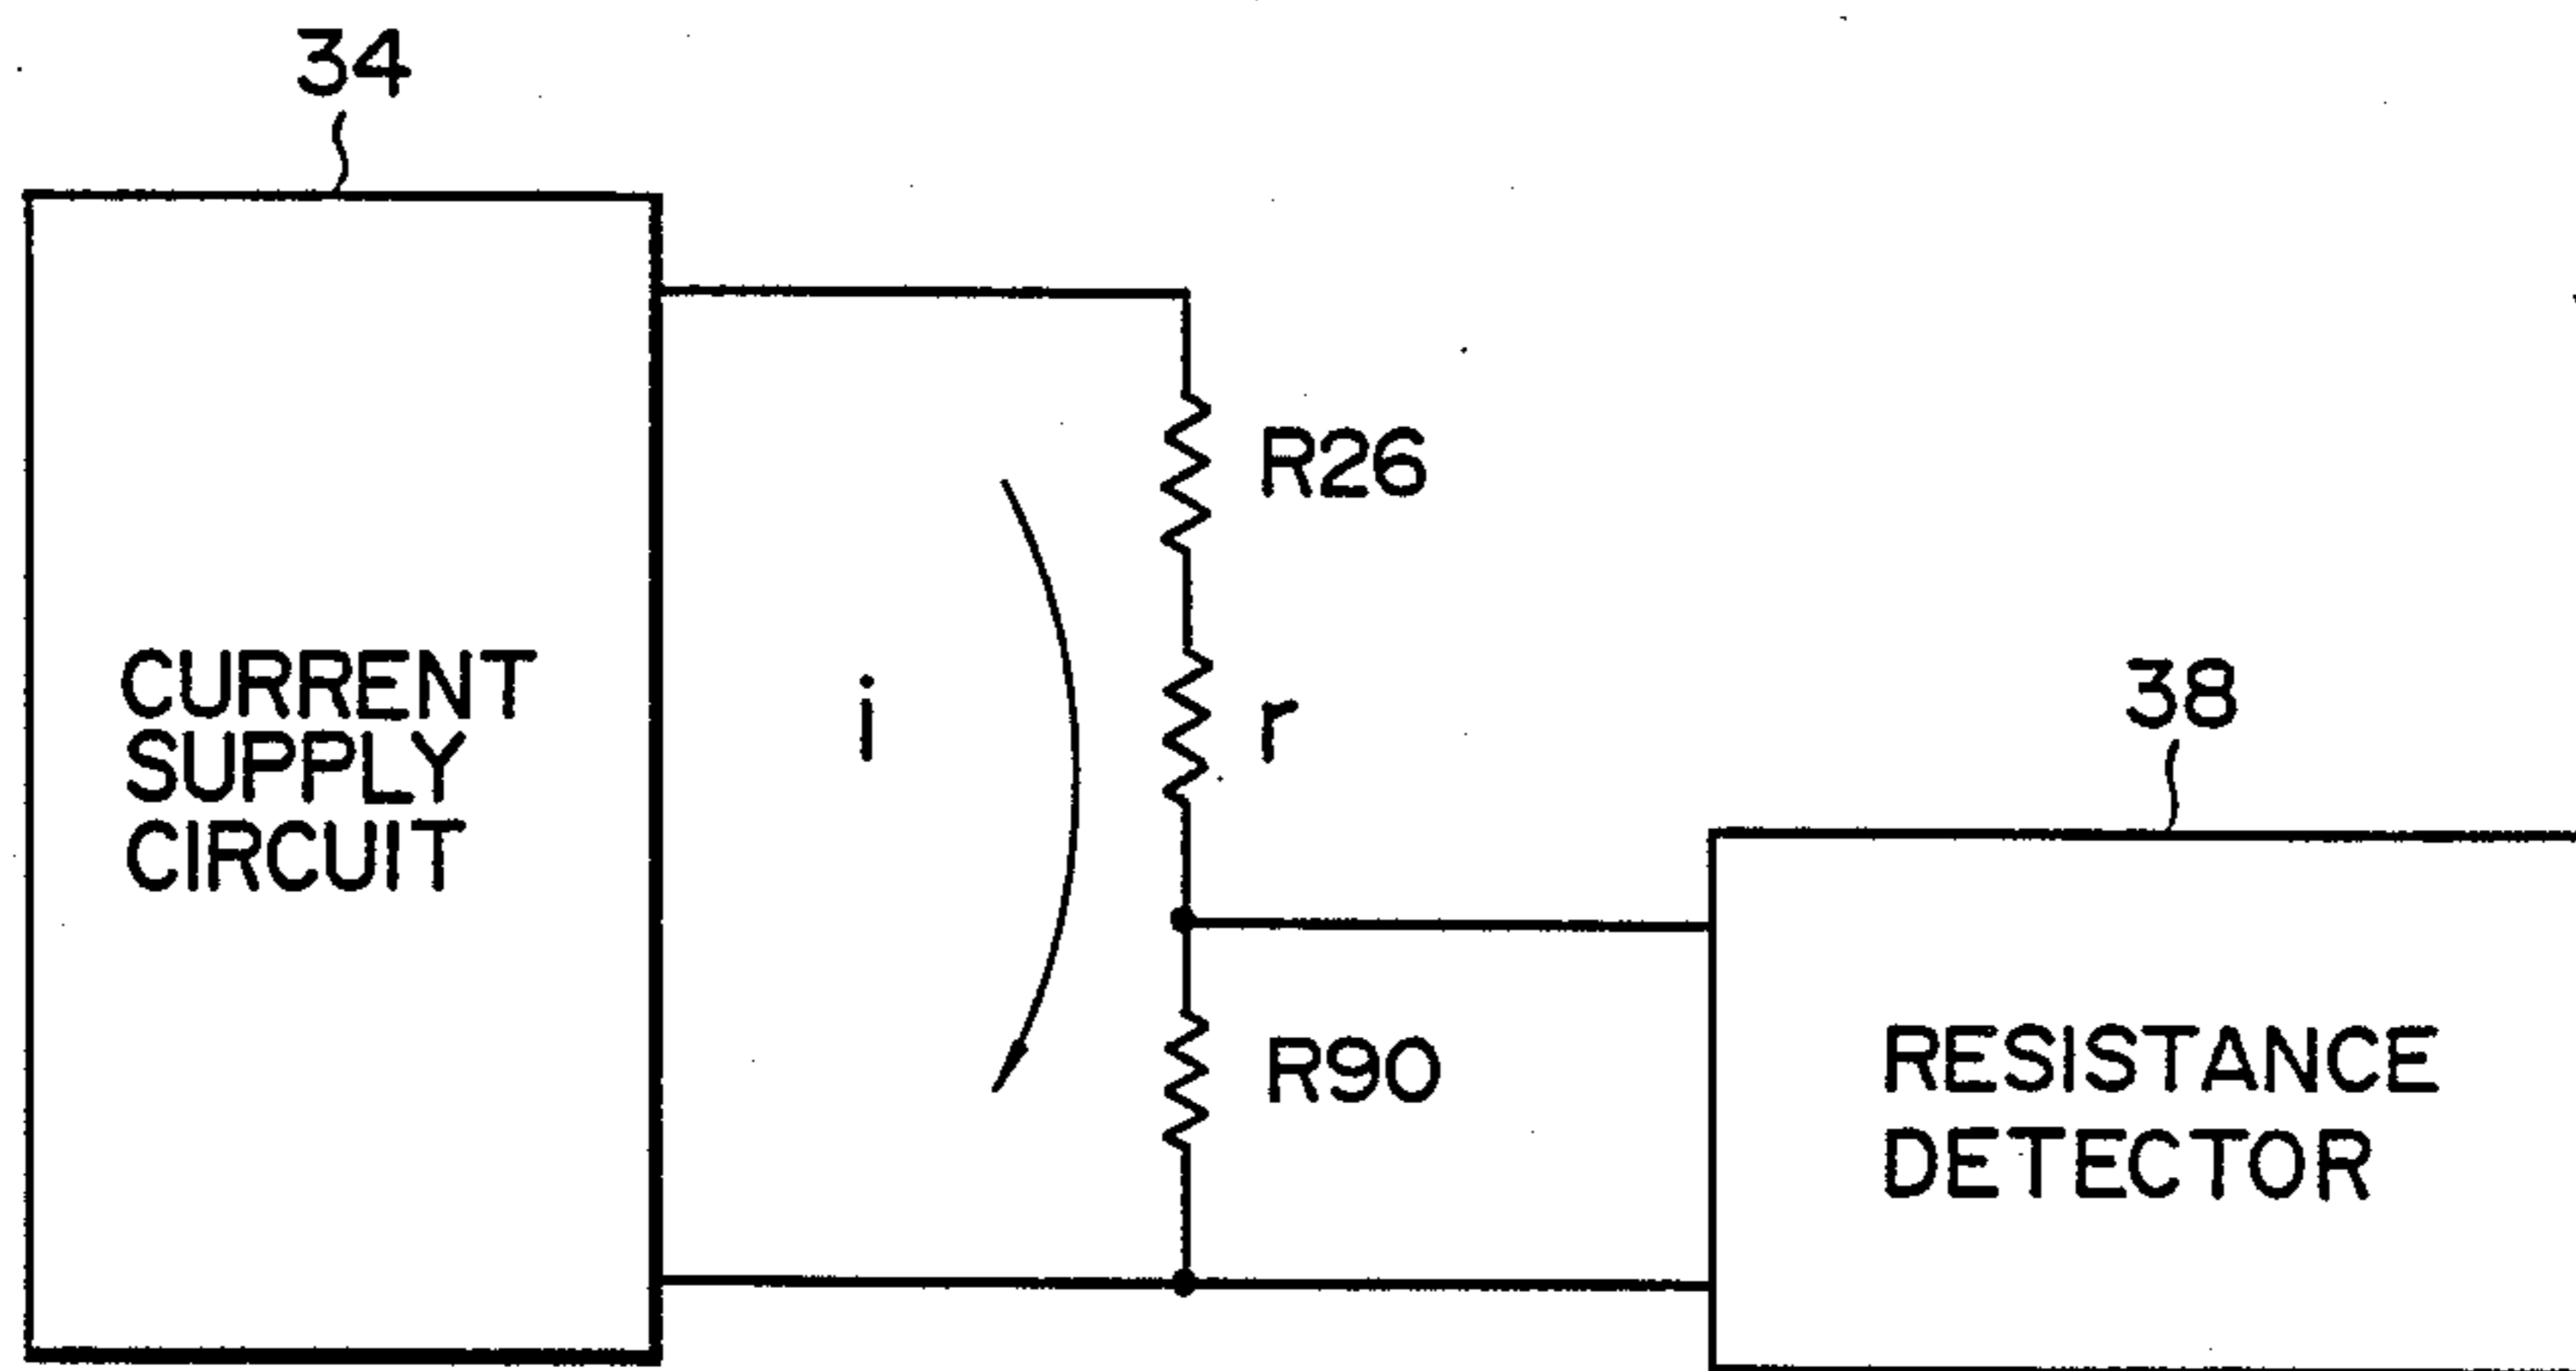 34
R26
CURRENT
SUPPLY
CIRCUIT
i
r
38
R90
RESISTANCE
DETECTOR